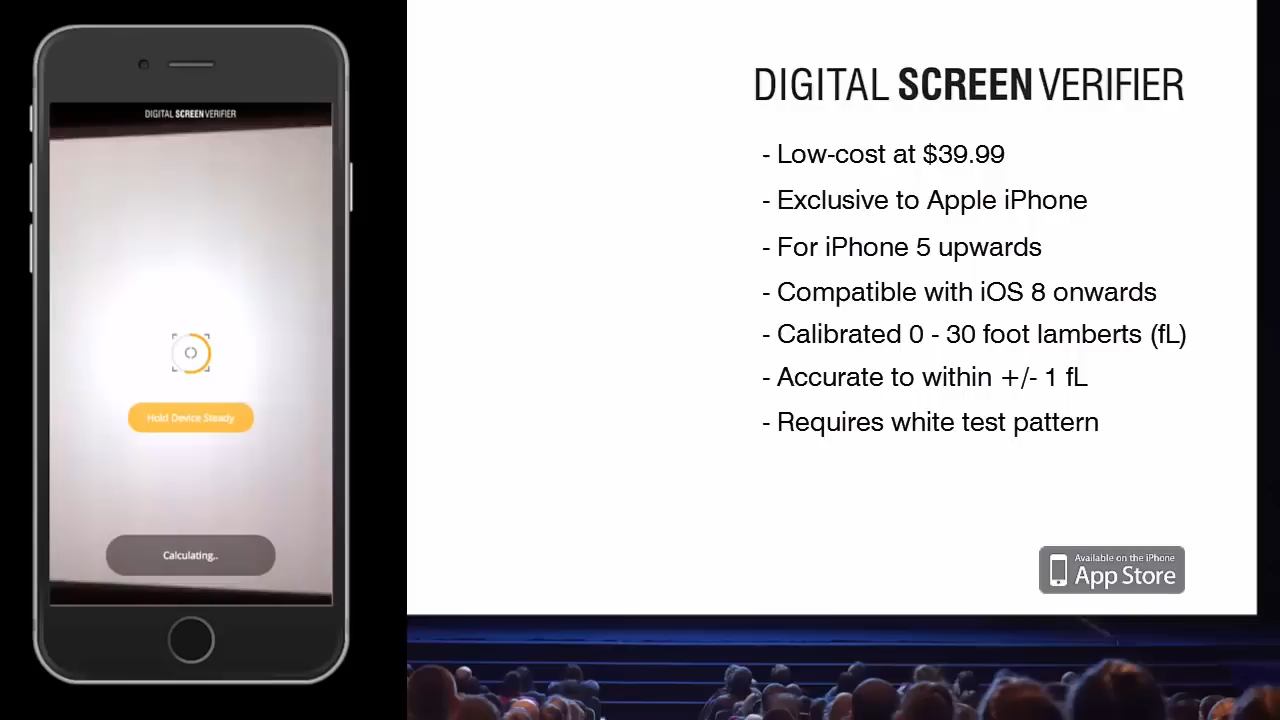 DIGITAL SCREEN VERIFIER
Hold Device Steady
Calculating..
DIGITAL SCREEN VERIFIER
- Low-cost at $39.99
- Exclusive to Apple iPhone
- For iPhone 5 upwards
- Compatible with iOS 8 onwards
- Calibrated 0 - 30 foot lamberts (fL)
- Accurate to within +/- 1 fL
- Requires white test pattern
Available on the iPhone
App Store